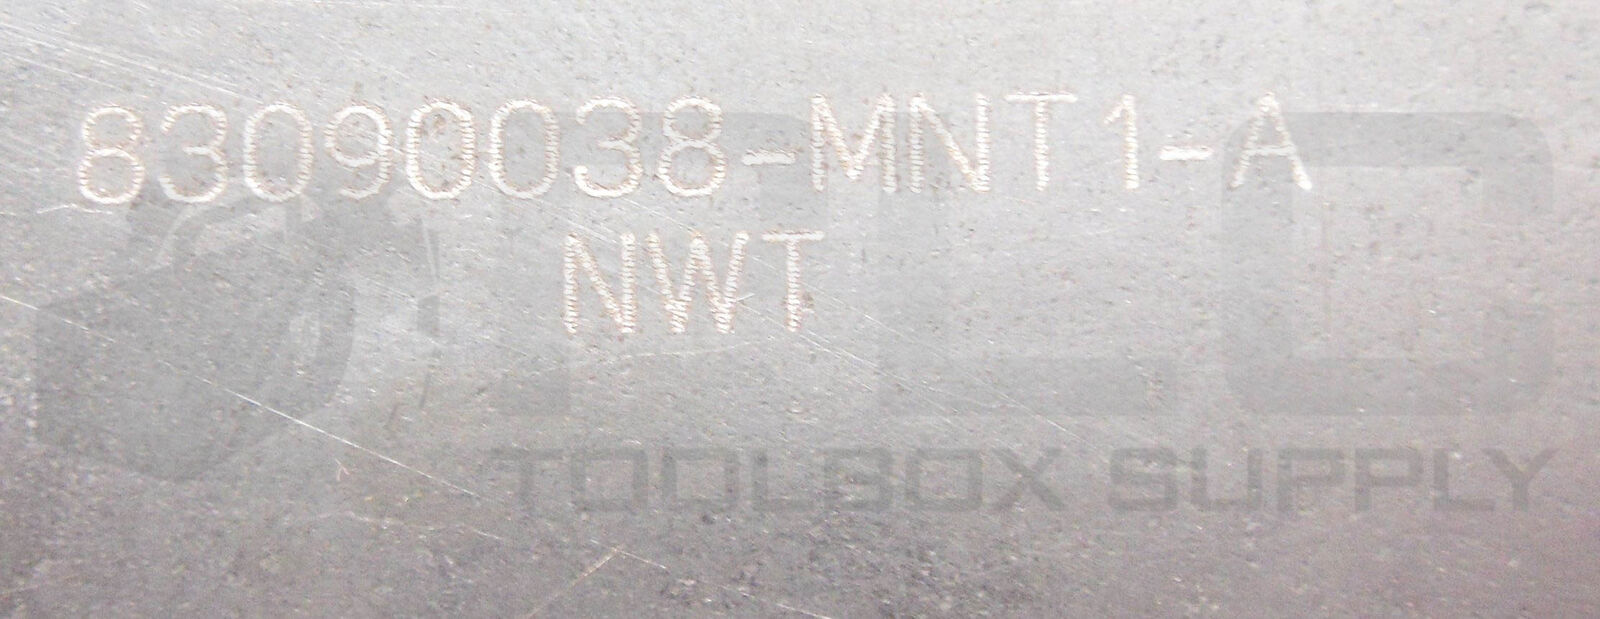 83090038-MNT1-A
NWT
TOOLBOX SUPPLY